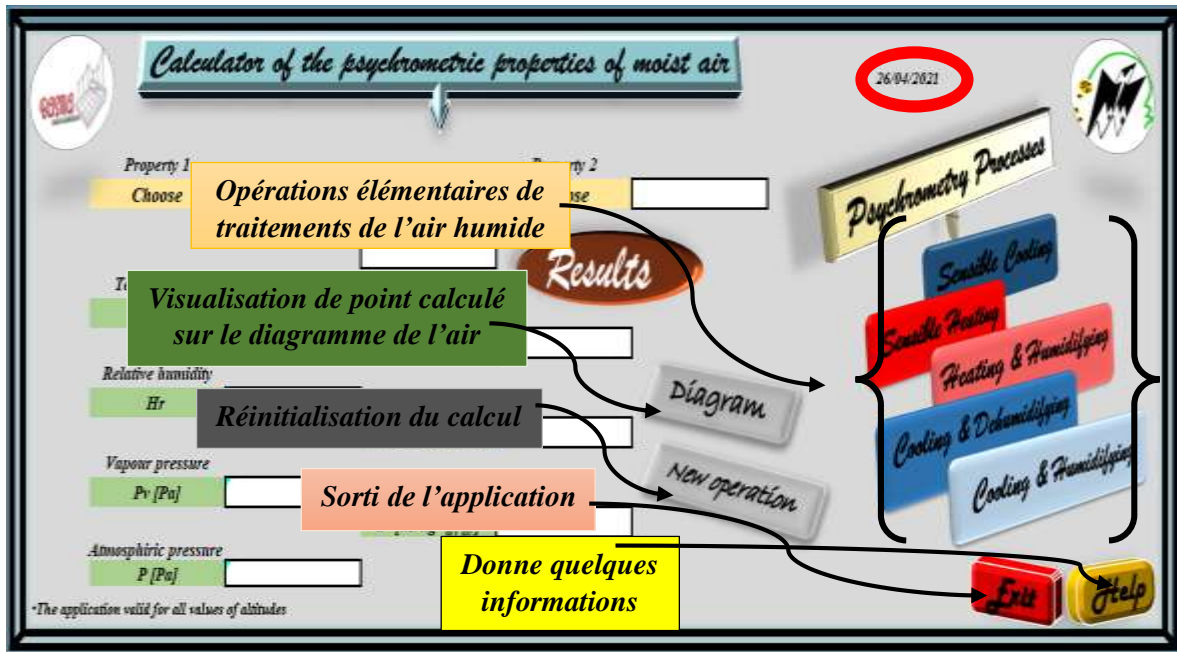 Calculator of the psychrometric properties of moist air
26/04/2021
Property 1
Property 2
Choose
Opérations élémentaires de
traitements de l’air humide
Psychrometry Processes
Results
Sensible Cooling
Visualisation de point calculé
sur le diagramme de l’air
Sensible Heating
Heating & Humidifying
Relative humidity
Hr
Réinitialisation du calcul
Diagram
Cooling & Dehumidifying
Cooling & Humidifying
Vapour pressure
Pv [Pa]
Sorti de l’application
New operation
Atmosphiric pressure
P [Pa]
Donne quelques
informations
Exit
Help
*The application valid for all values of altitudes